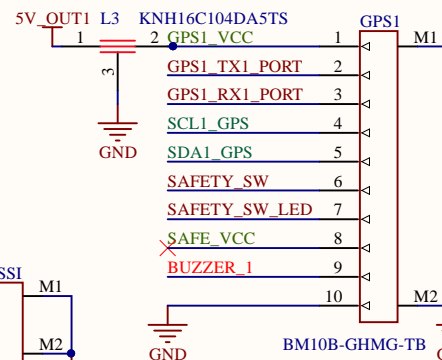 5V_OUT1 L3 KNH16C104DA5TS GPS1
1 2 GPS1_VCC 1 M1
3
GPS1_TX1_PORT 2
GPS1_RX1_PORT 3
SCL1_GPS 4
GND
SDA1_GPS 5
SAFETY_SW 6
SAFETY_SW_LED 7
SAFE_VCC 8
BUZZER_1 9
SSI
M1
10 M2
M2
GND
BM10B-GHMG-TB